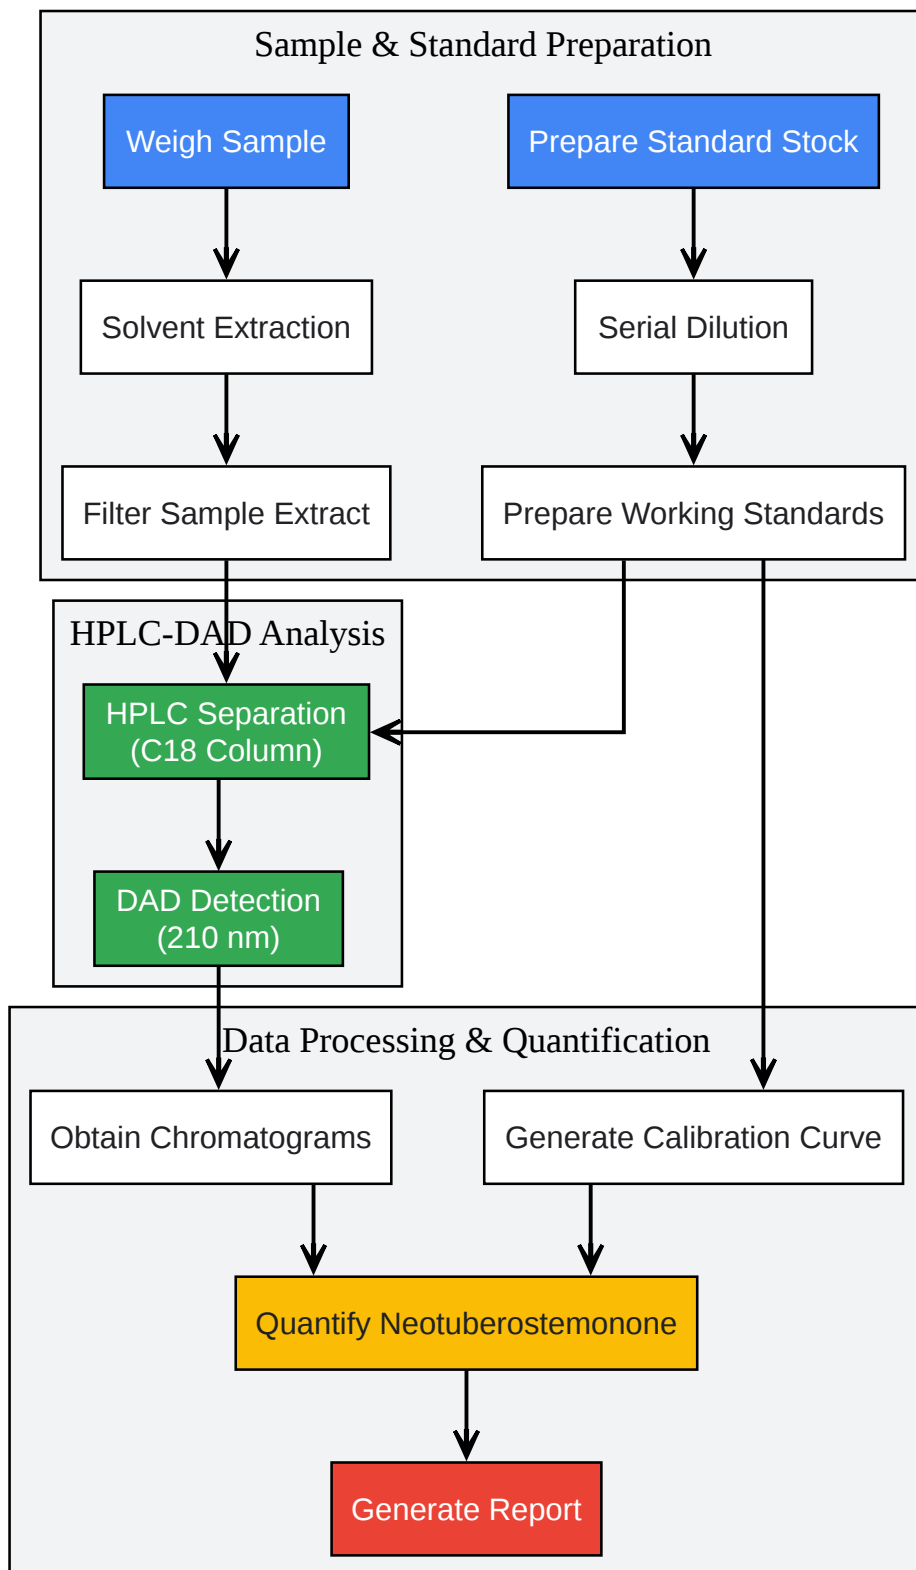 Sample & Standard Preparation
Weigh Sample
Prepare Standard Stock
Solvent Extraction
Serial Dilution
Filter Sample Extract
Prepare Working Standards
HPLC-DAD Analysis
HPLC Separation
(C18 Column)
DAD Detection
(210 nm)
Data Processing & Quantification
Obtain Chromatograms
Generate Calibration Curve
Quantify Neotuberostemonone
Generate Report